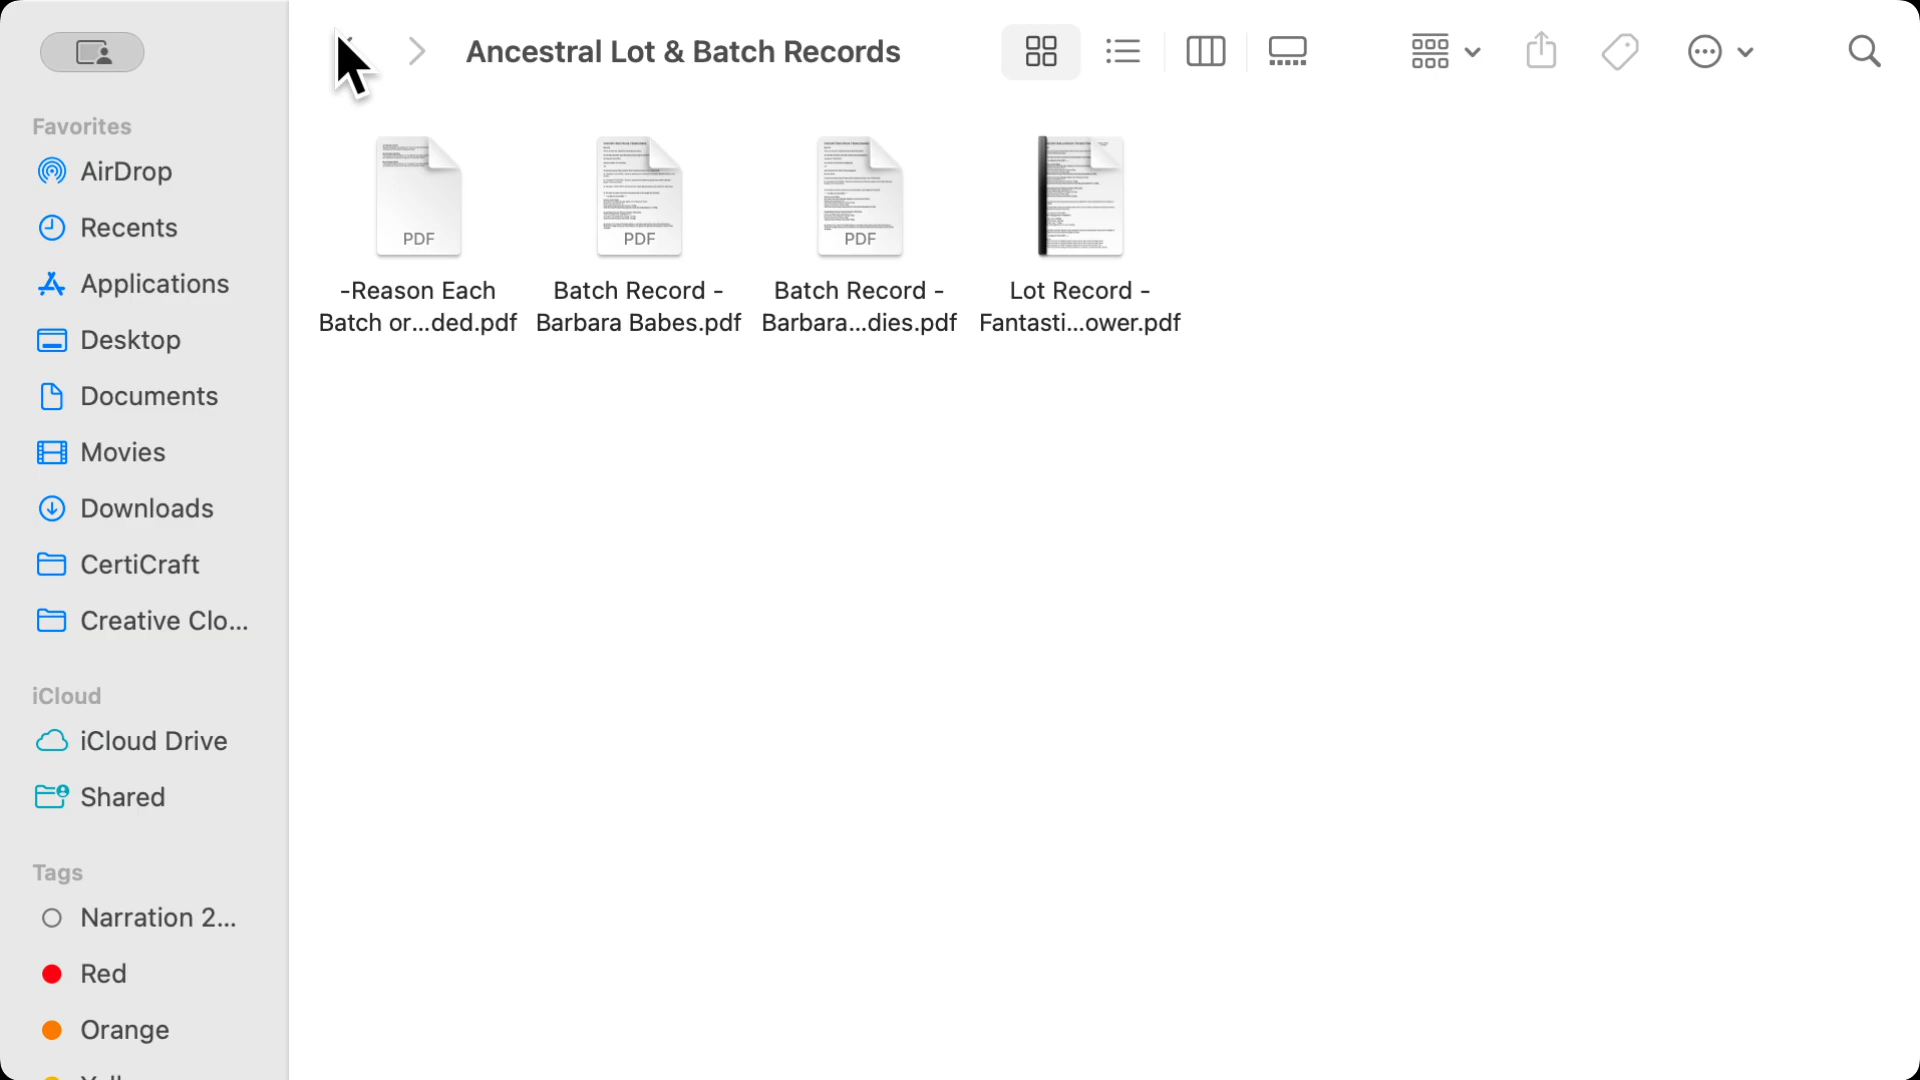 Ancestral Lot & Batch Records
Favorites
AirDrop
Recents
Applications
Desktop
Documents
Movies
Downloads
CertiCraft
Creative Clo...
iCloud
iCloud Drive
Shared
Tags
Narration 2...
Red
Orange
PDF
-Reason Each
Batch or...ded.pdf
PDF
Batch Record -
Barbara Babes.pdf
PDF
Batch Record -
Barbara...dies.pdf
Lot Record -
Fantasti...ower.pdf